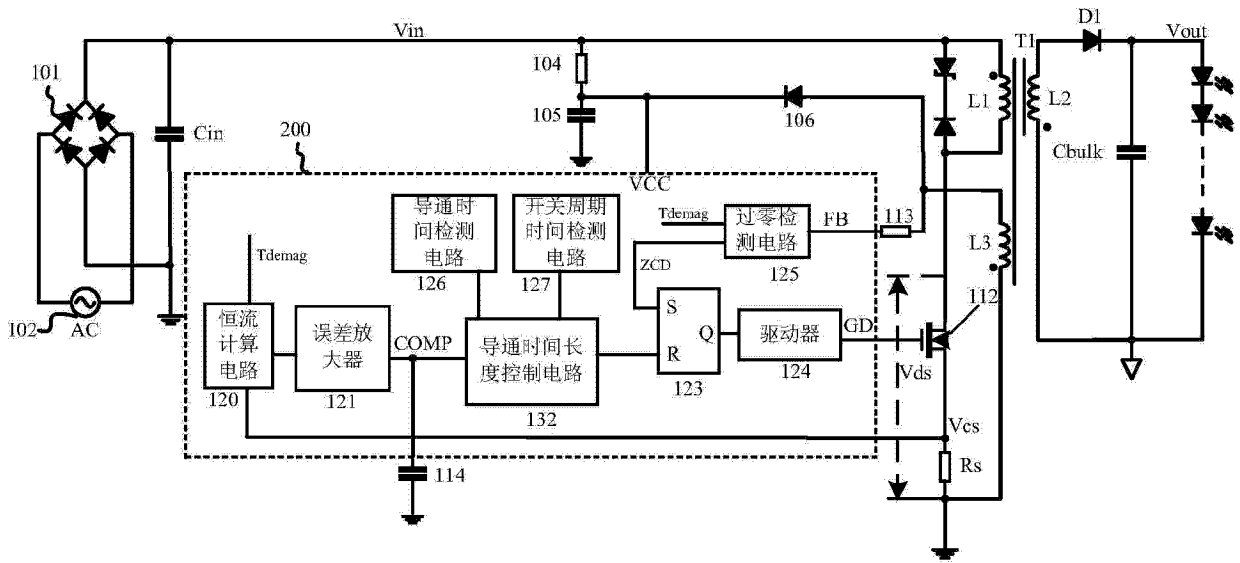 Vin
D1
Vout
T1
101
104
L1
L2
105
106
Cin
Cbulk
200
VCC
导通时
间检测
电路
开关周期
时间检测
电路
Tdemag
过零检
测电路
FB
113
L3
Tdemag
126
127
ZCD
125
112
102
AC
恒流
计算
电路
误差放
大器
COMP
导通时间长
度控制电路
S
Q
R
驱动器
GD
Vds
120
121
132
123
124
Vcs
114
Rs